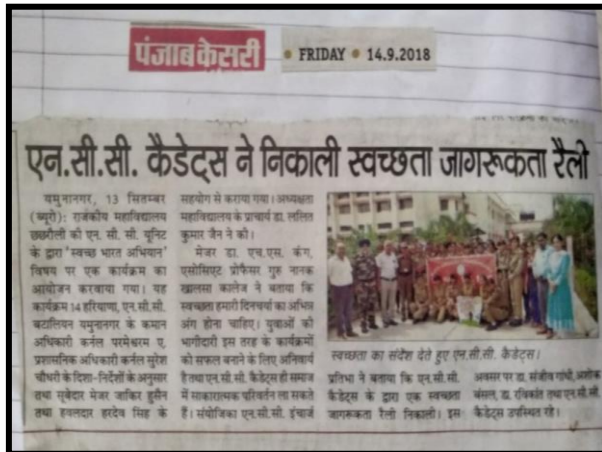 पंजाब केसरी
• FRIDAY • 14.9.2018
एन.सी.सी. कैडेट्स ने निकाली स्वच्छता जागरूकता रैली
यमुनानगर, 13 सितम्बर
(ब्यूरो): राजकीय महाविद्यालय
छछरौली की एन. सी. सी. यूनिट
के द्वारा 'स्वच्छ भारत अभियान'
विषय पर एक कार्यक्रम का
आयोजन करवाया गया। यह
कार्यक्रम 14 हरियाणा, एन.सी.सी.
बटालियन यमुनानगर के कमान
अधिकारी कर्नल परमेश्वरम ए.
प्रशासनिक अधिकारी कर्नल सुरेश
चौधरी के दिशा-निर्देशों के अनुसार
तथा सूबेदार मेजर जाकिर हुसैन
तथा हवलदार हरदेव सिंह के
सहयोग से कराया गया। अध्यक्षता
महाविद्यालय के प्राचार्य डा. ललित
कुमार जैन ने की।
मेजर डा. एच.एस. कंग,
एसोसिएट प्रोफैसर गुरु नानक
खालसा कालेज ने बताया कि
स्वच्छता हमारी दिनचर्या का अभिन्न
अंग होना चाहिए। युवाओं की
भागीदारी इस तरह के कार्यक्रमों
को सफल बनाने के लिए अनिवार्य
है तथा एन.सी.सी. कैडेट्स ही समाज
में साकारात्मक परिवर्तन ला सकते
हैं। संयोजिका एन.सी.सी. इंचार्ज
स्वच्छता का संदेश देते हुए एन.सी.सी. कैडेट्स।
प्रतिभा ने बताया कि एन.सी.सी.
कैडेट्स के द्वारा एक स्वच्छता
जागरूकता रैली निकाली। इस
अवसर पर डा. संजीव गांधी, अशोक
बंसल, डा. रविकांत तथा एन.सी.सी.
कैडेट्स उपस्थित रहे।